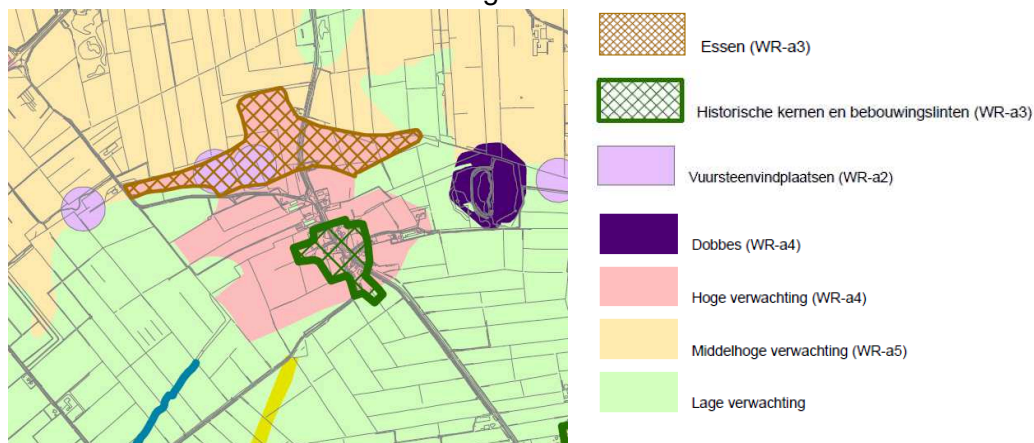 Essen (WR-a3)
Historische kernen en bebouwingslinten (WR-a3)
Vuursteenvindplaatsen (WR-a2)
Dobbes (WR-a4)
Hoge verwachting (WR-a4)
Middelhoge verwachting (WR-a5)
Lage verwachting